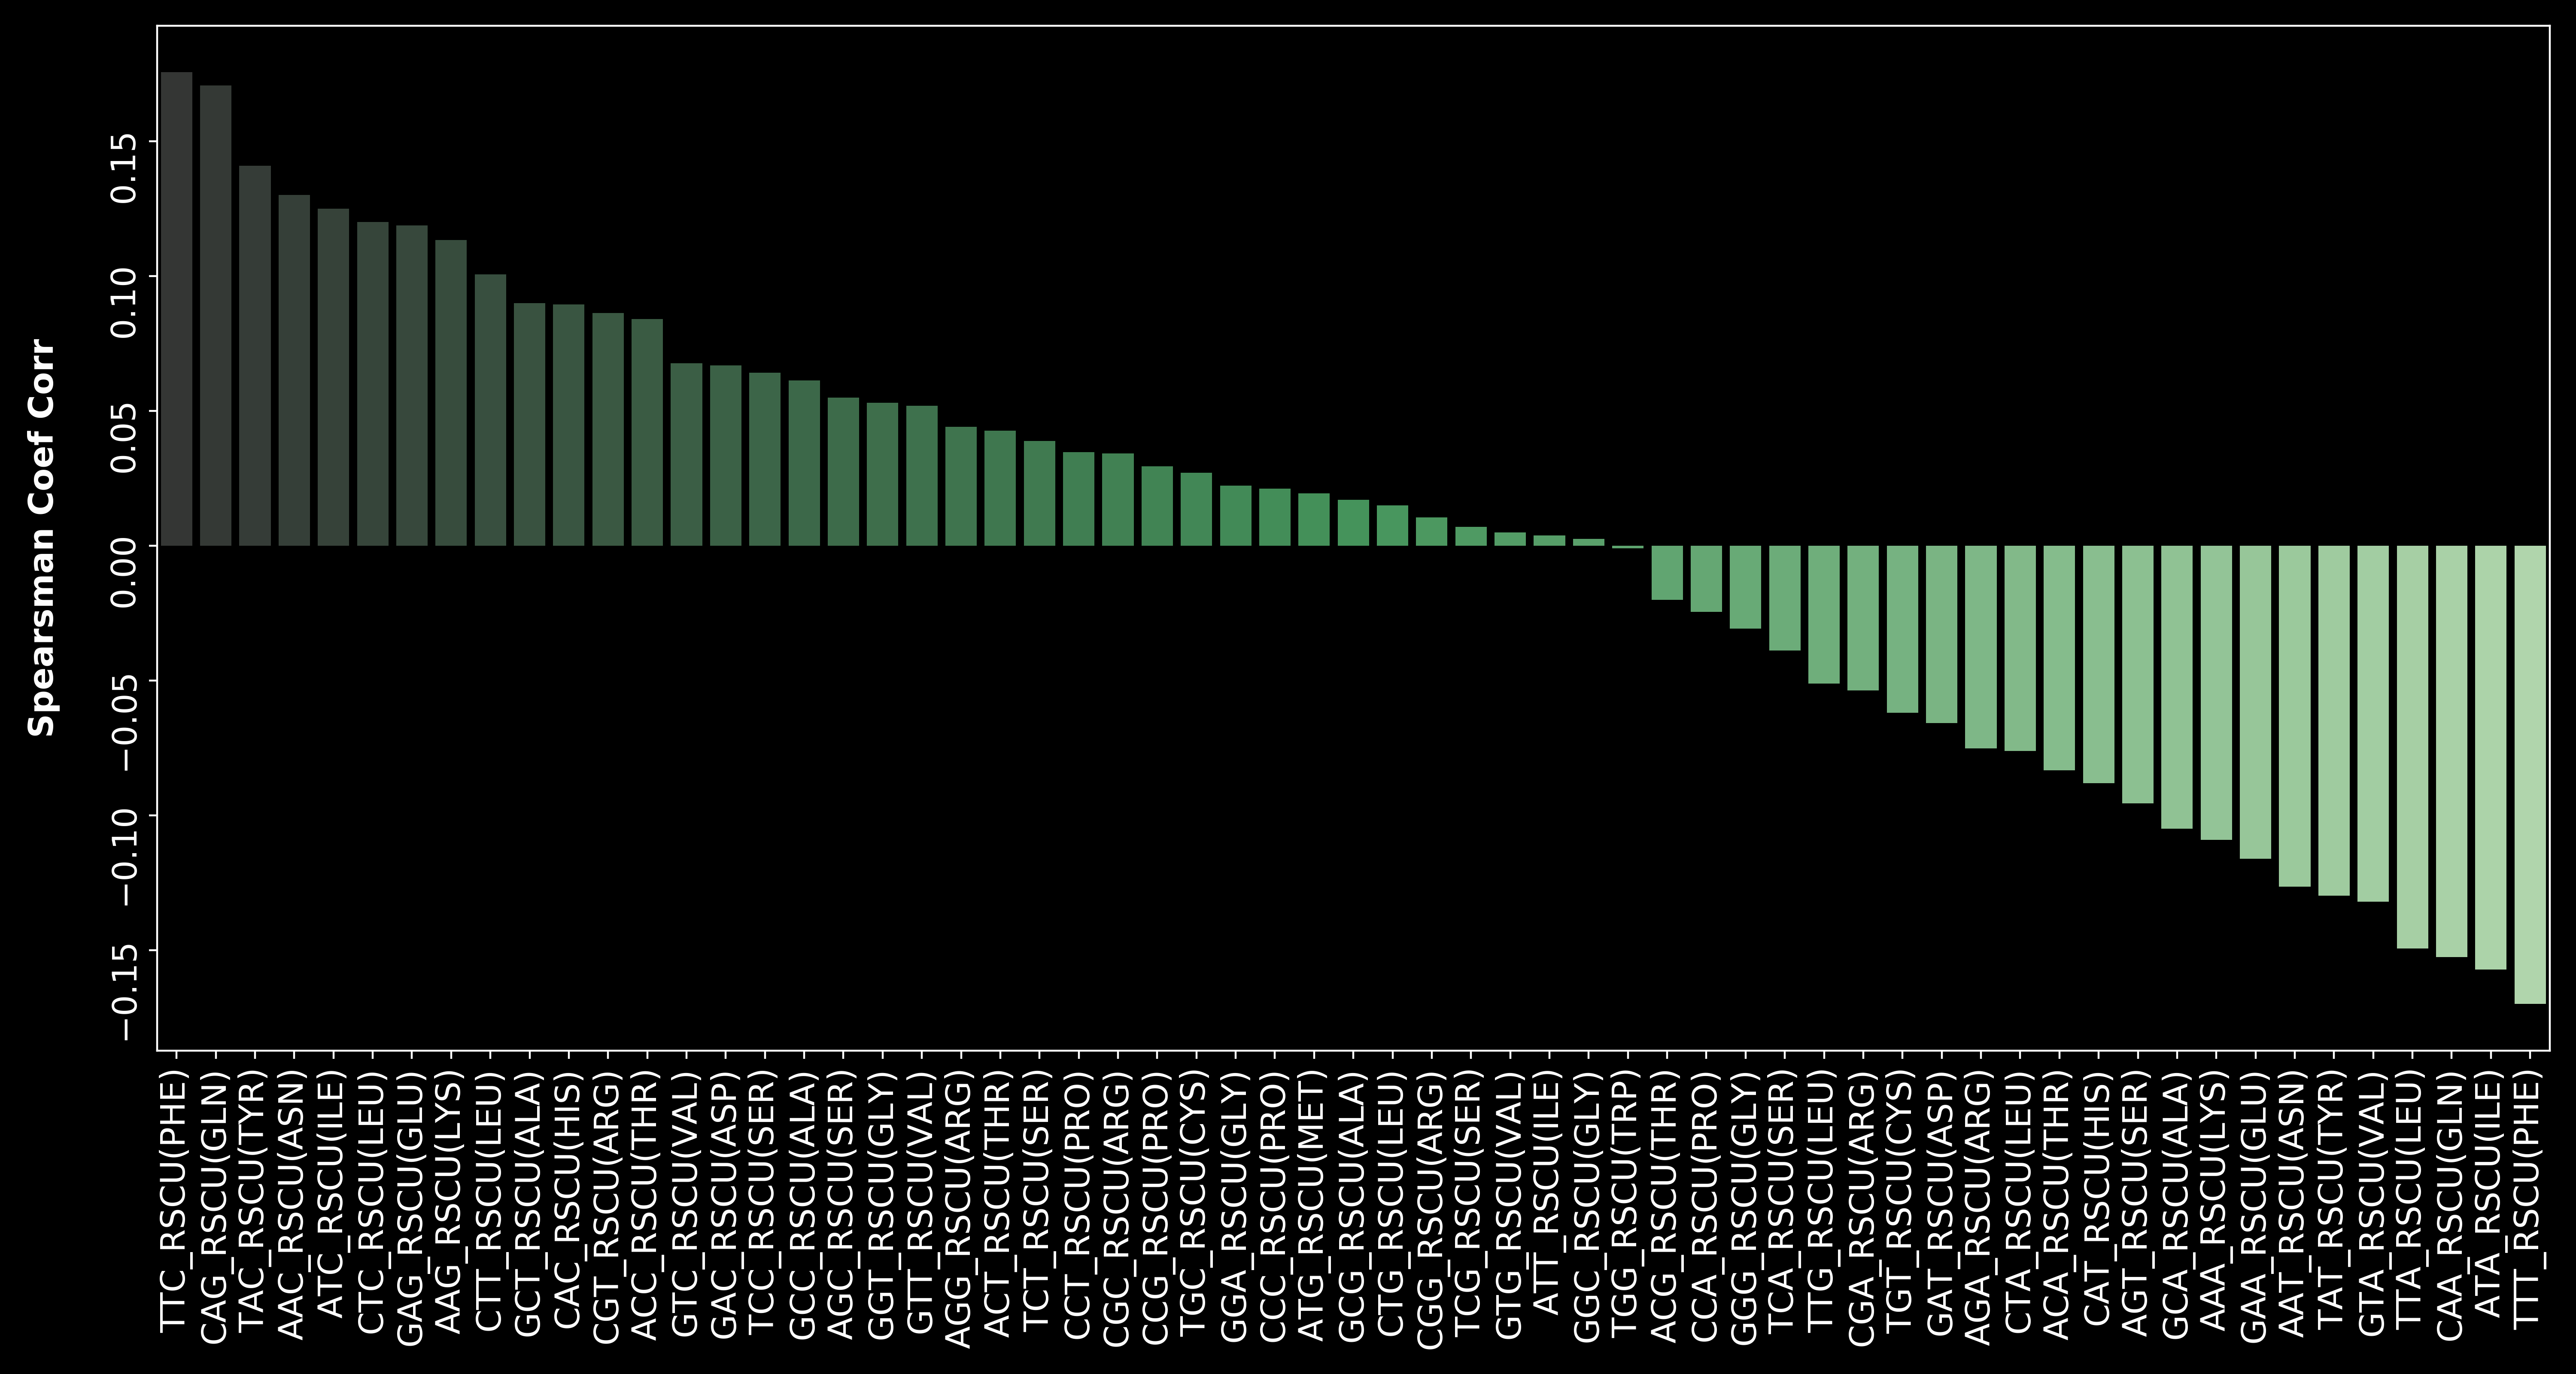 Spearsman Coef Corr
0.15
0.10
0.05
0.00
−0.05
−0.10
−0.15
TTC_RSCU(PHE)
CAG_RSCU(GLN)
TAC_RSCU(TYR)
AAC_RSCU(ASN)
ATC_RSCU(ILE)
CTC_RSCU(LEU)
GAG_RSCU(GLU)
AAG_RSCU(LYS)
CTT_RSCU(LEU)
GCT_RSCU(ALA)
CAC_RSCU(HIS)
CGT_RSCU(ARG)
ACC_RSCU(THR)
GTC_RSCU(VAL)
GAC_RSCU(ASP)
TCC_RSCU(SER)
GCC_RSCU(ALA)
AGC_RSCU(SER)
GGT_RSCU(GLY)
GTT_RSCU(VAL)
AGG_RSCU(ARG)
ACT_RSCU(THR)
TCT_RSCU(SER)
CCT_RSCU(PRO)
CGC_RSCU(ARG)
CCG_RSCU(PRO)
TGC_RSCU(CYS)
GGA_RSCU(GLY)
CCC_RSCU(PRO)
ATG_RSCU(MET)
GCG_RSCU(ALA)
CTG_RSCU(LEU)
CGG_RSCU(ARG)
TCG_RSCU(SER)
GTG_RSCU(VAL)
ATT_RSCU(ILE)
GGC_RSCU(GLY)
TGG_RSCU(TRP)
ACG_RSCU(THR)
CCA_RSCU(PRO)
GGG_RSCU(GLY)
TCA_RSCU(SER)
TTG_RSCU(LEU)
CGA_RSCU(ARG)
TGT_RSCU(CYS)
GAT_RSCU(ASP)
AGA_RSCU(ARG)
CTA_RSCU(LEU)
ACA_RSCU(THR)
CAT_RSCU(HIS)
AGT_RSCU(SER)
GCA_RSCU(ALA)
AAA_RSCU(LYS)
GAA_RSCU(GLU)
AAT_RSCU(ASN)
TAT_RSCU(TYR)
GTA_RSCU(VAL)
TTA_RSCU(LEU)
CAA_RSCU(GLN)
ATA_RSCU(ILE)
TTT_RSCU(PHE)